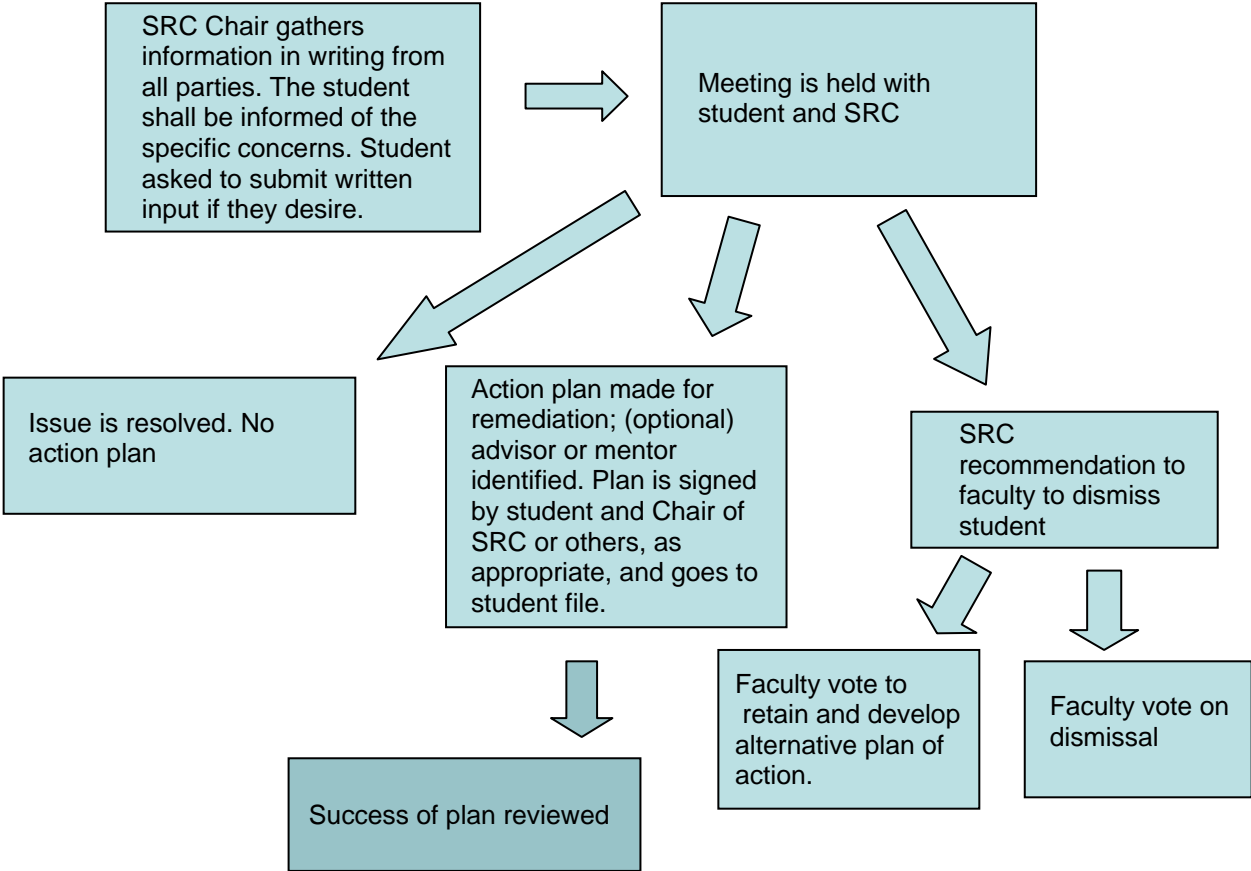 SRC Chair gathers
information in writing from
all parties. The student
shall be informed of the
specific concerns. Student
asked to submit written
input if they desire.
Meeting is held with
student and SRC
Issue is resolved. No
action plan
Action plan made for
remediation; (optional)
advisor or mentor
identified. Plan is signed
by student and Chair of
SRC or others, as
appropriate, and goes to
student file.
SRC
recommendation to
faculty to dismiss
student
Success of plan reviewed
Faculty vote to
retain and develop
alternative plan of
action.
Faculty vote on
dismissal